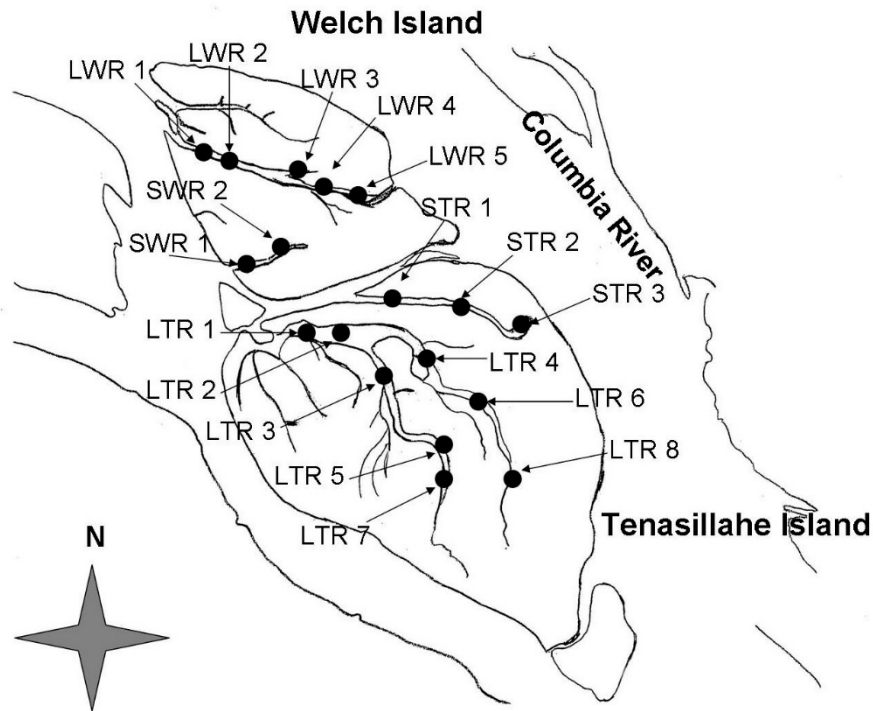 Welch Island
LWR 1
LWR 2
LWR 3
LWR 4
LWR 5
SWR 2
SWR 1
STR 1
STR 2
STR 3
Columbia River
LTR 1
LTR 2
LTR 3
LTR 4
LTR 6
LTR 5
LTR 8
LTR 7
Tenasillahe Island
N